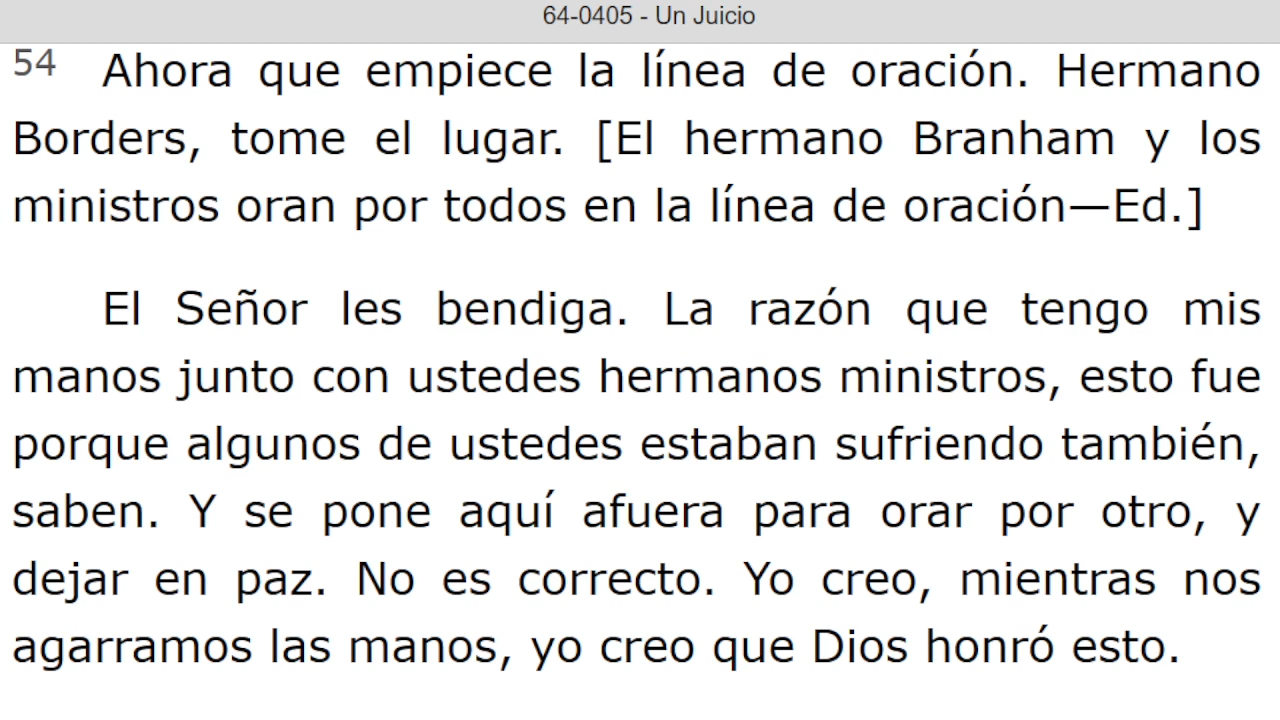 64-0405 - Un Juicio
54 Ahora que empiece la línea de oración. Hermano
Borders, tome el lugar. [El hermano Branham y los
ministros oran por todos en la línea de oración—Ed.]
El Señor les bendiga. La razón que tengo mis
manos junto con ustedes hermanos ministros, esto fue
porque algunos de ustedes estaban sufriendo también,
saben. Y se pone aquí afuera para orar por otro, y
dejar en paz. No es correcto. Yo creo, mientras nos
agarramos las manos, yo creo que Dios honró esto.